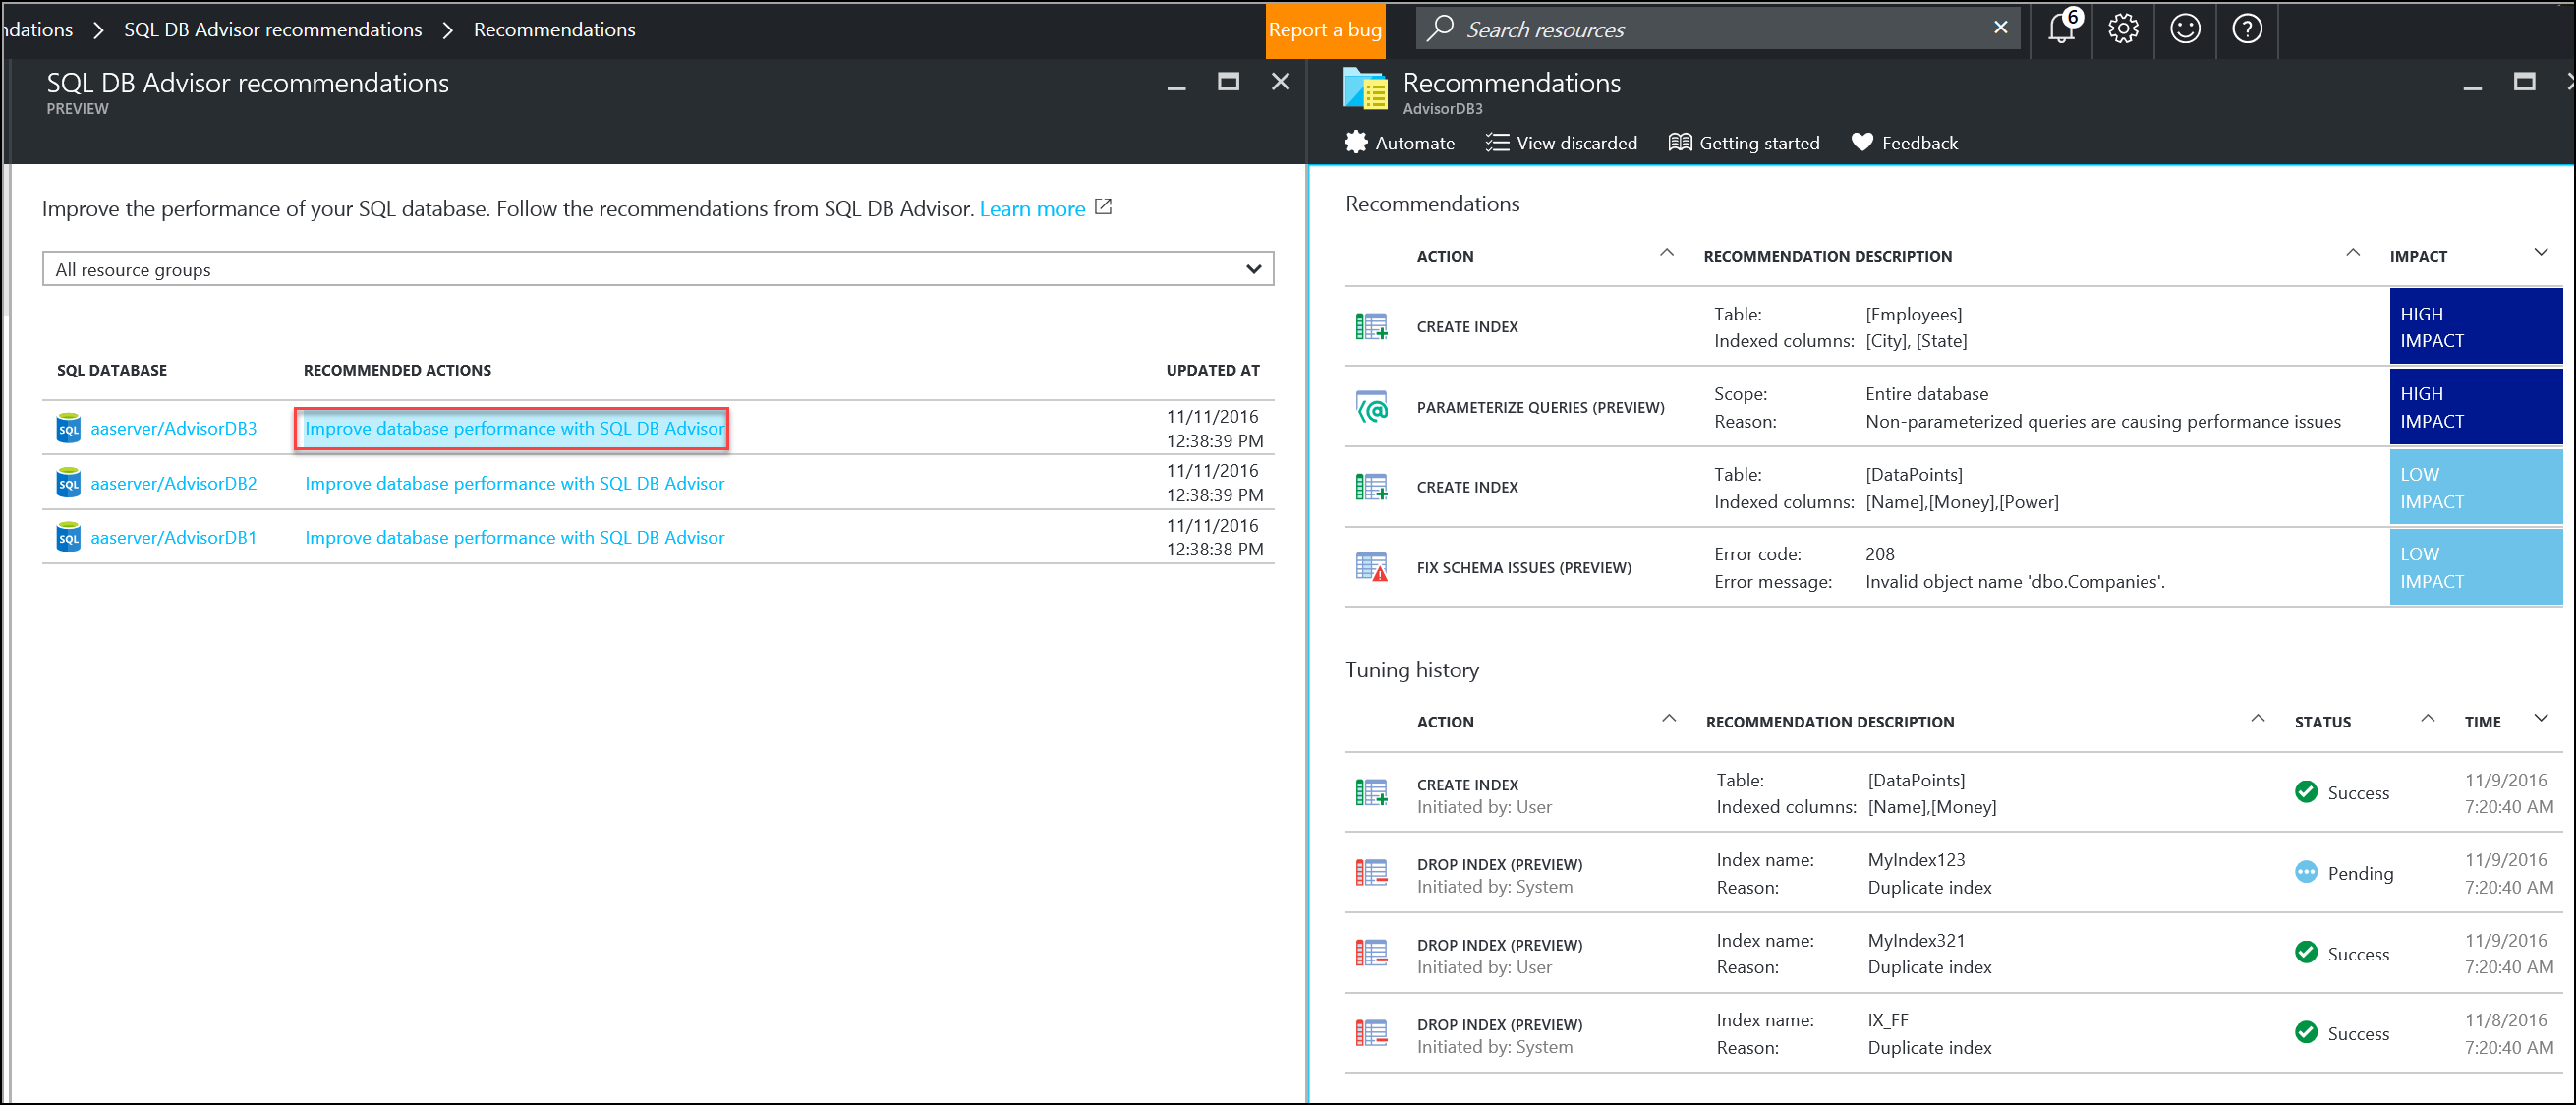 dations > SQL DB Advisor recommendations > Recommendations
Report a bug
Search resources
6
SQL DB Advisor recommendations
PREVIEW
Improve the performance of your SQL database. Follow the recommendations from SQL DB Advisor. Learn more
All resource groups
SQL DATABASE RECOMMENDED ACTIONS UPDATED AT
aaserver/AdvisorDB3 Improve database performance with SQL DB Advisor 11/11/2016
12:38:39 PM
aaserver/AdvisorDB2 Improve database performance with SQL DB Advisor 11/11/2016
12:38:39 PM
aaserver/AdvisorDB1 Improve database performance with SQL DB Advisor 11/11/2016
12:38:38 PM
Recommendations
AdvisorDB3
Automate View discarded Getting started Feedback
Recommendations
ACTION RECOMMENDATION DESCRIPTION IMPACT
CREATE INDEX
Table: [Employees]
Indexed columns: [City], [State]
HIGH
IMPACT
PARAMETERIZE QUERIES (PREVIEW)
Scope: Entire database
Reason: Non-parameterized queries are causing performance issues
HIGH
IMPACT
CREATE INDEX
Table: [DataPoints]
Indexed columns: [Name],[Money],[Power]
LOW
IMPACT
FIX SCHEMA ISSUES (PREVIEW)
Error code: 208
Error message: Invalid object name 'dbo.Companies'.
LOW
IMPACT
Tuning history
ACTION RECOMMENDATION DESCRIPTION STATUS TIME
CREATE INDEX
Initiated by: User
Table: [DataPoints]
Indexed columns: [Name],[Money]
Success
11/9/2016
7:20:40 AM
DROP INDEX (PREVIEW)
Initiated by: System
Index name: MyIndex123
Reason: Duplicate index
Pending
11/9/2016
7:20:40 AM
DROP INDEX (PREVIEW)
Initiated by: User
Index name: MyIndex321
Reason: Duplicate index
Success
11/9/2016
7:20:40 AM
DROP INDEX (PREVIEW)
Initiated by: System
Index name: IX_FF
Reason: Duplicate index
Success
11/8/2016
7:20:40 AM